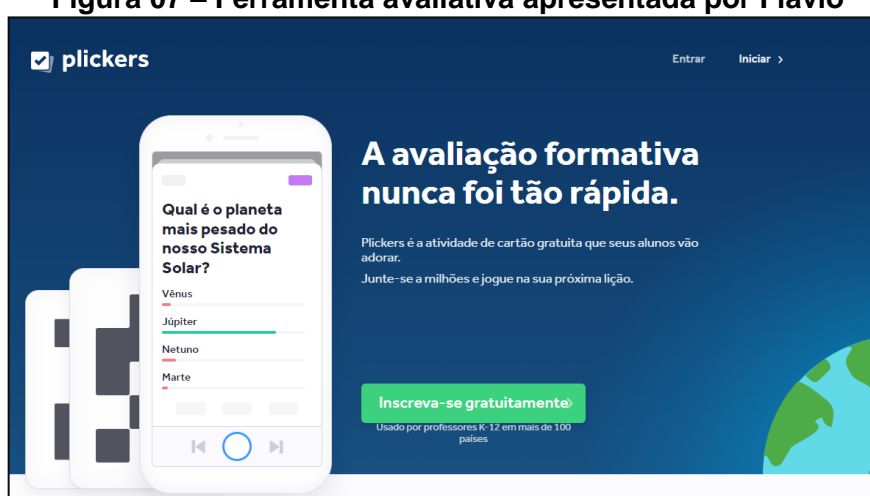 Figura 07 – Ferramenta avaliativa apresentada por Flávio
plickers
Entrar
Iniciar >
A avaliação formativa
nunca foi tão rápida.
Plickers é a atividade de cartão gratuita que seus alunos vão
adorar.
Junte-se a milhões e jogue na sua próxima lição.
Qual é o planeta
mais pesado do
nosso Sistema
Solar?
Vênus
Júpiter
Netuno
Marte
Inscreva-se gratuitamente
Usado por professores K-12 em mais de 100
países